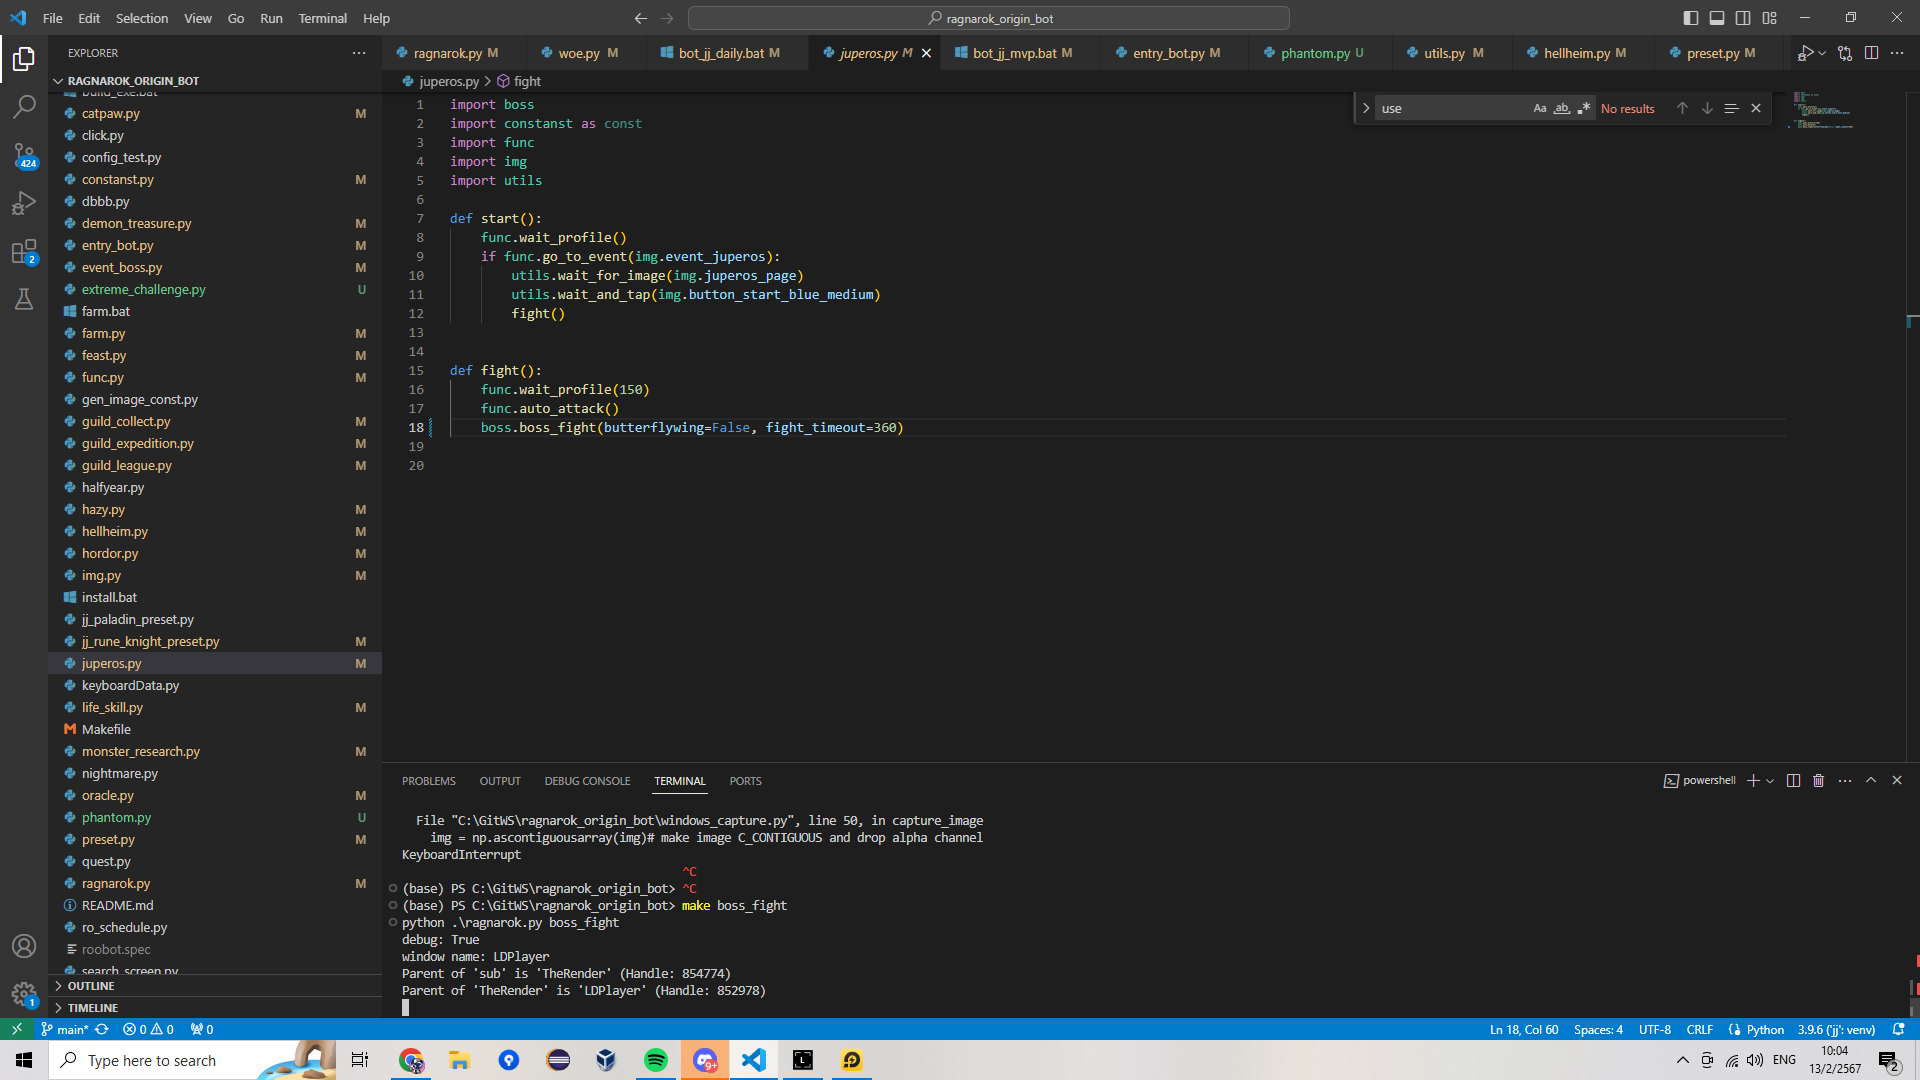 File Edit Selection View Go Run Terminal Help
ragnarok_origin_bot
EXPLORER
ragnarok.py M
woe.py M
bot_jj_daily.bat M
juperos.py M
bot_jj_mvp.bat M
entry_bot.py M
phantom.py U
utils.py M
hellheim.py M
preset.py M
RAGNAROK_ORIGIN_BOT
juperos.py > fight
build_exe.bat
catpaw.py M
click.py
config_test.py
constanst.py M
dbbb.py
demon_treasure.py M
entry_bot.py M
event_boss.py M
extreme_challenge.py U
farm.bat
farm.py M
feast.py M
func.py M
gen_image_const.py
guild_collect.py M
guild_expedition.py M
guild_league.py M
halfyear.py
hazy.py M
hellheim.py M
hordor.py M
img.py M
install.bat
jj_paladin_preset.py
jj_rune_knight_preset.py M
juperos.py M
keyboardData.py
life_skill.py M
Makefile
monster_research.py M
nightmare.py
oracle.py M
phantom.py U
preset.py M
quest.py
ragnarok.py M
README.md
ro_schedule.py
roobot.spec
search_screen.py
OUTLINE
TIMELINE
424
2
1
use
Aa ab .* No results
1 import boss
2 import constanst as const
3 import func
4 import img
5 import utils
6
7 def start():
8 func.wait_profile()
9 if func.go_to_event(img.event_juperos):
10 utils.wait_for_image(img.juperos_page)
11 utils.wait_and_tap(img.button_start_blue_medium)
12 fight()
13
14
15 def fight():
16 func.wait_profile(150)
17 func.auto_attack()
18 boss.boss_fight(butterflywing=False, fight_timeout=360)
19
20
PROBLEMS OUTPUT DEBUG CONSOLE TERMINAL PORTS
powershell
File "C:\GitWS\ragnarok_origin_bot\windows_capture.py", line 50, in capture_image
img = np.ascontiguousarray(img)# make image C_CONTIGUOUS and drop alpha channel
KeyboardInterrupt
^C
(base) PS C:\GitWS\ragnarok_origin_bot> ^C
(base) PS C:\GitWS\ragnarok_origin_bot> make boss_fight
python .\ragnarok.py boss_fight
debug: True
window name: LDPlayer
Parent of 'sub' is 'TheRender' (Handle: 854774)
Parent of 'TheRender' is 'LDPlayer' (Handle: 852978)
main* 0 0 0
Ln 18, Col 60 Spaces: 4 UTF-8 CRLF Python 3.9.6 ('jj': venv)
Type here to search
9+
L
ENG
10:04
13/2/2567
2